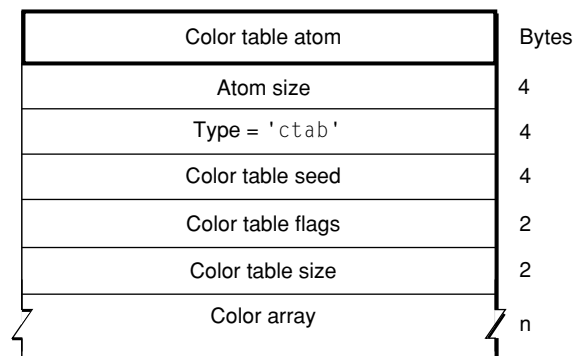 Color table atom Bytes
Atom size 4
Type = 'ctab' 4
Color table seed 4
Color table flags 2
Color table size 2
Color array n